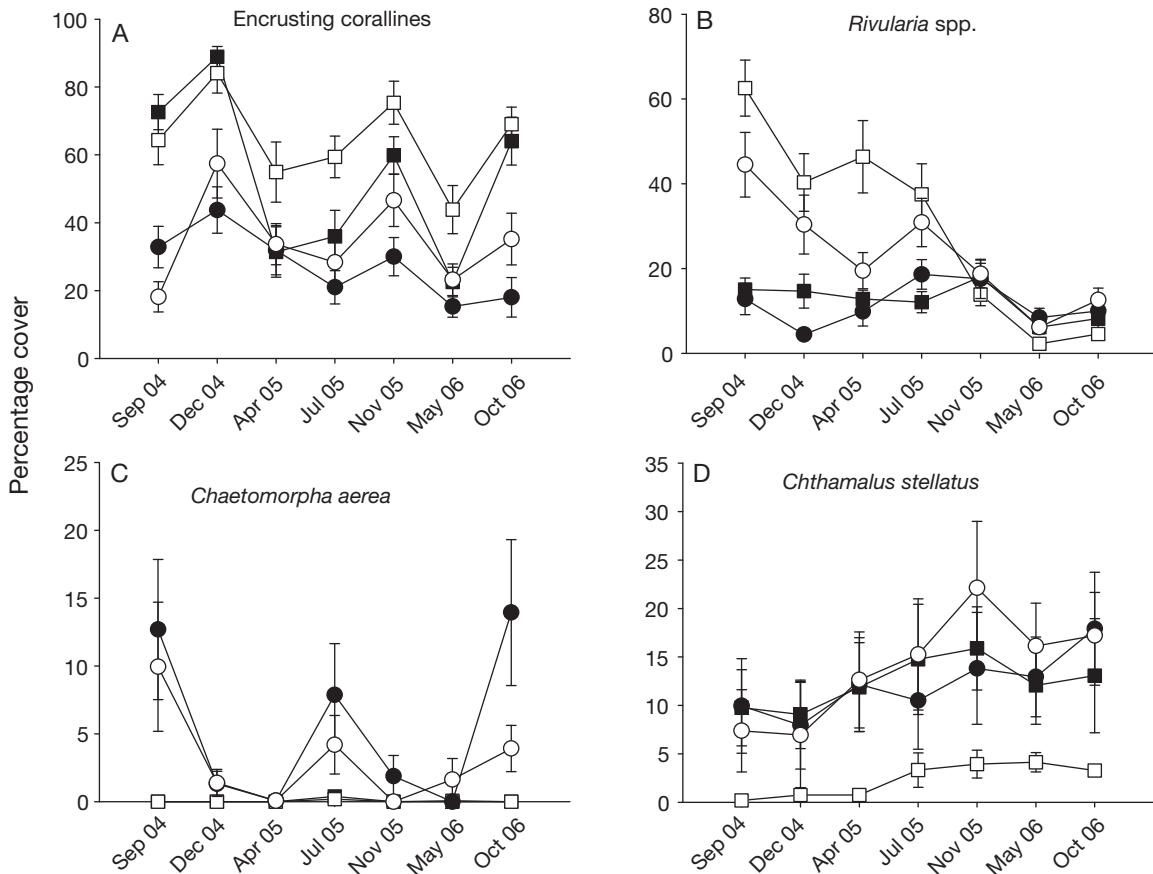 Percentage cover
A
Encrusting corallines
100
80
60
40
20
0
Sep 04
Dec 04
Apr 05
Jul 05
Nov 05
May 06
Oct 06
B
Rivularia spp.
80
60
40
20
0
Sep 04
Dec 04
Apr 05
Jul 05
Nov 05
May 06
Oct 06
C
Chaetomorpha aerea
25
20
15
10
5
0
Sep 04
Dec 04
Apr 05
Jul 05
Nov 05
May 06
Oct 06
D
Chthamalus stellatus
35
30
25
20
15
10
5
0
Sep 04
Dec 04
Apr 05
Jul 05
Nov 05
May 06
Oct 06